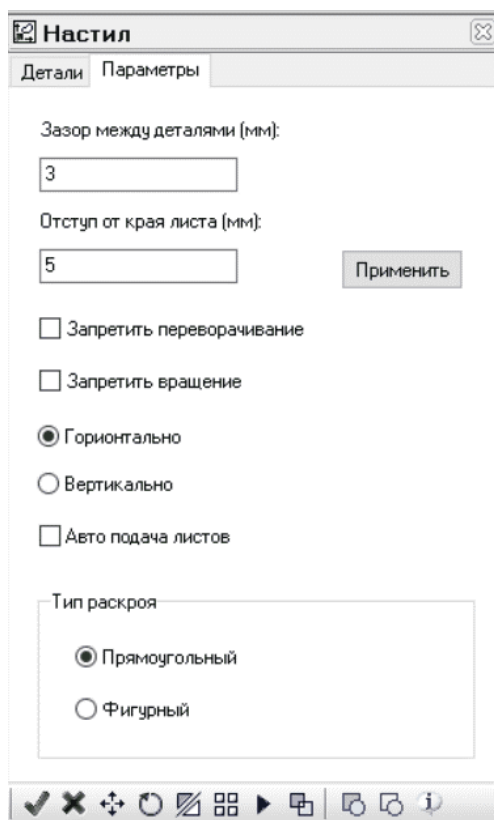 Настил
Детали Параметры
Зазор между деталями (мм):
3
Отступ от края листа (мм):
5
Применить
Запретить переворачивание
Запретить вращение
Горионтально
Вертикально
Авто подача листов
Тип раскроя
Прямоугольный
Фигурный